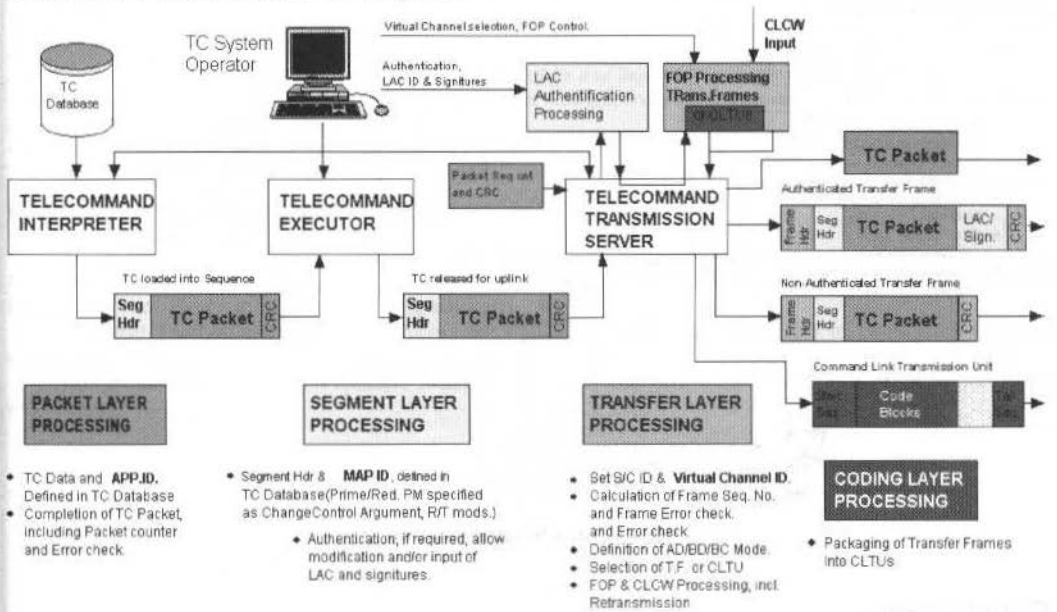 Virtual Channel selection, FOP Control.
CLCW
Input
TC System
Operator
TC
Database
Authentication,
LAC ID & Signitures
LAC
Authentification
Processing
FOP Processing
TRans.Frames
or CLTUs
TELECOMMAND
INTERPRETER
TELECOMMAND
EXECUTOR
Packet Seq cnt
and CRC
TELECOMMAND
TRANSMISSION
SERVER
TC Packet
Authenticated Transfer Frame
Frame
Hdr
Seg
Hdr
TC Packet
LAC/
Sign.
CRC
TC loaded into Sequence
Seg
Hdr
TC Packet
CRC
TC released for uplink
Seg
Hdr
TC Packet
CRC
Non-Authenticated Transfer Frame
Frame
Hdr
Seg
Hdr
TC Packet
CRC
Command Link Transmission Unit
Start
Seq
Code
Blocks
Tail
Seq
PACKET LAYER
PROCESSING
SEGMENT LAYER
PROCESSING
TRANSFER LAYER
PROCESSING
CODING LAYER
PROCESSING
◆ TC Data and APP.ID.
Defined in TC Database
◆ Completion of TC Packet,
including Packet counter
and Error check.
◆ Segment Hdr & MAP ID, defined in
TC Database(Prime/Red. PM specified
as ChangeControl Argument, R/T mods.)
◆ Authentication, if required, allow
modification and/or input of
LAC and signitures.
◆ Set S/C ID & Virtual Channel ID.
◆ Calculation of Frame Seq. No.
and Frame Error check.
and Error check.
◆ Definition of AD/BD/BC Mode.
◆ Selection of T.F. or CLTU
◆ FOP & CLCW Processing, incl.
Retransmission
◆ Packaging of Transfer Frames
into CLTUs